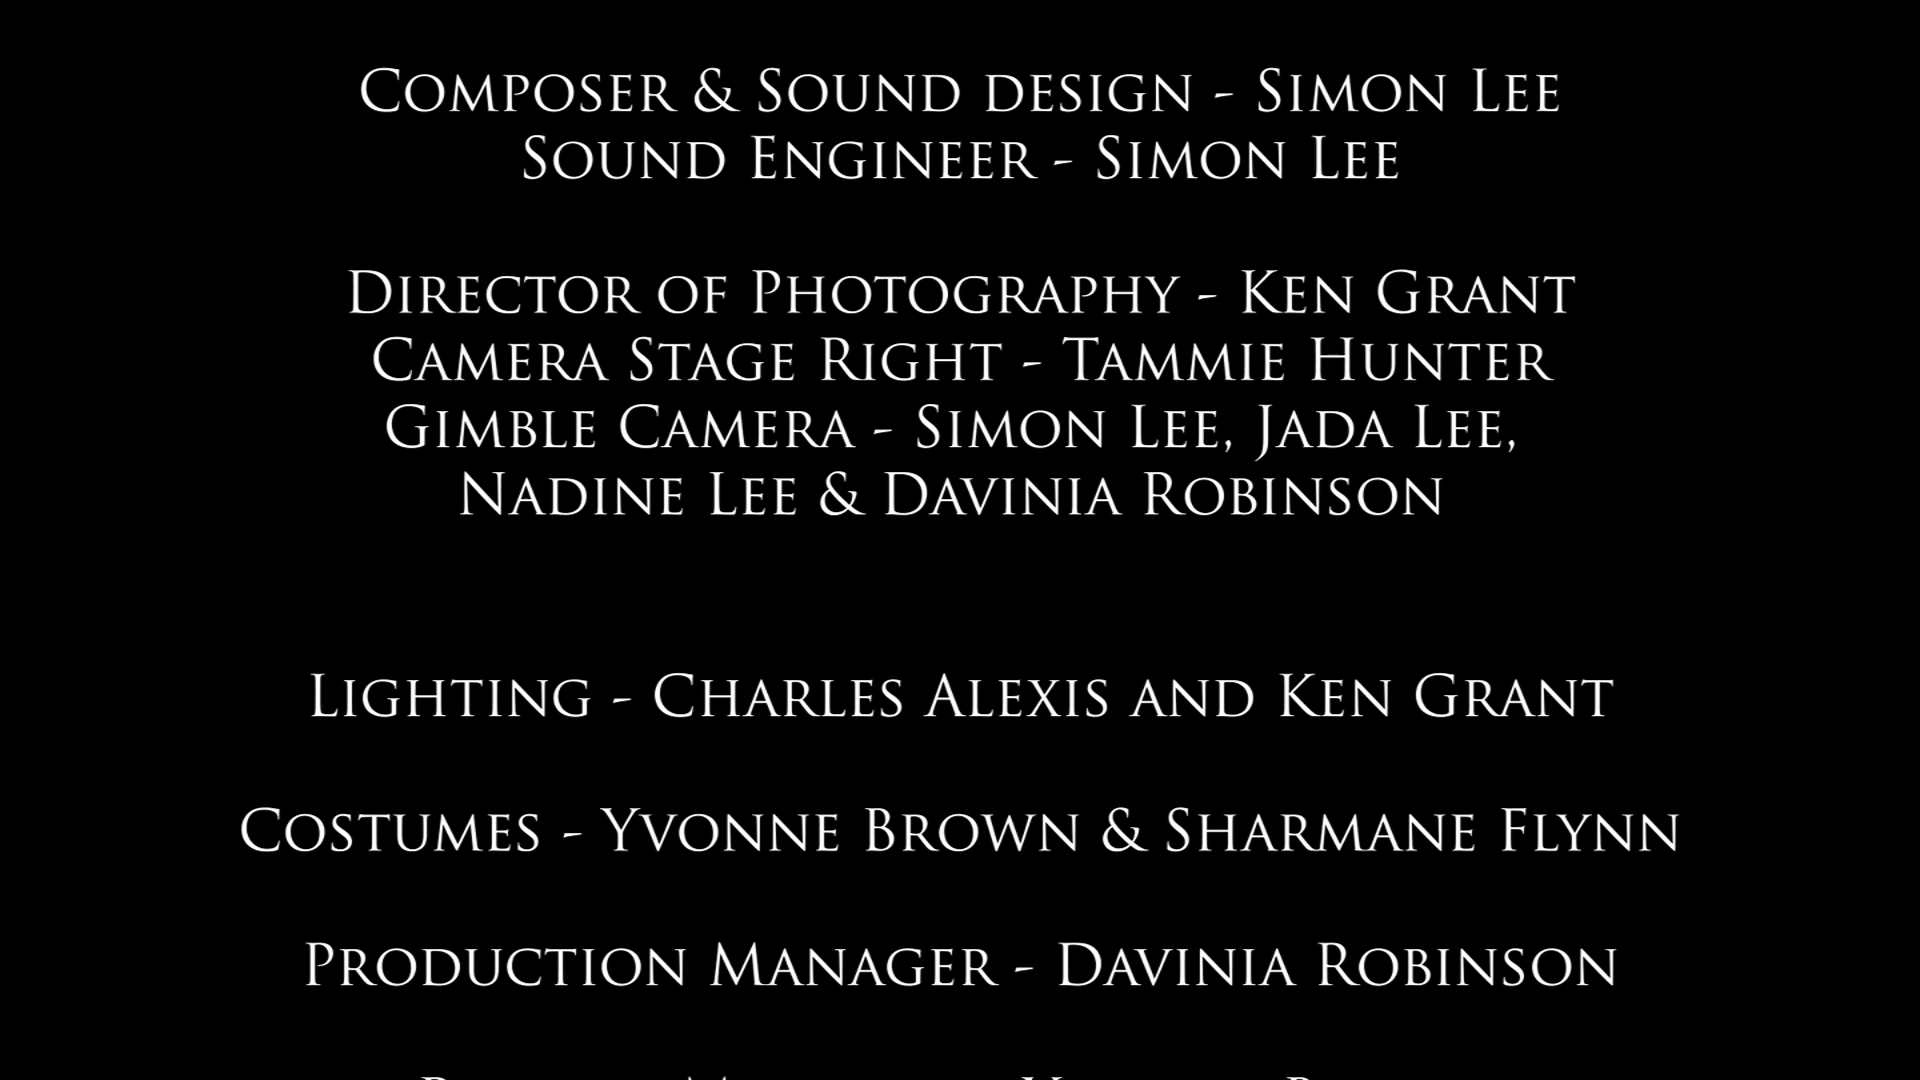 Composer & Sound design - Simon Lee
Sound Engineer - Simon Lee
Director of Photography - Ken Grant
Camera Stage Right - Tammie Hunter
Gimble Camera - Simon Lee, Jada Lee,
Nadine Lee & Davinia Robinson
Lighting - Charles Alexis and Ken Grant
Costumes - Yvonne Brown & Sharmane Flynn
Production Manager - Davinia Robinson